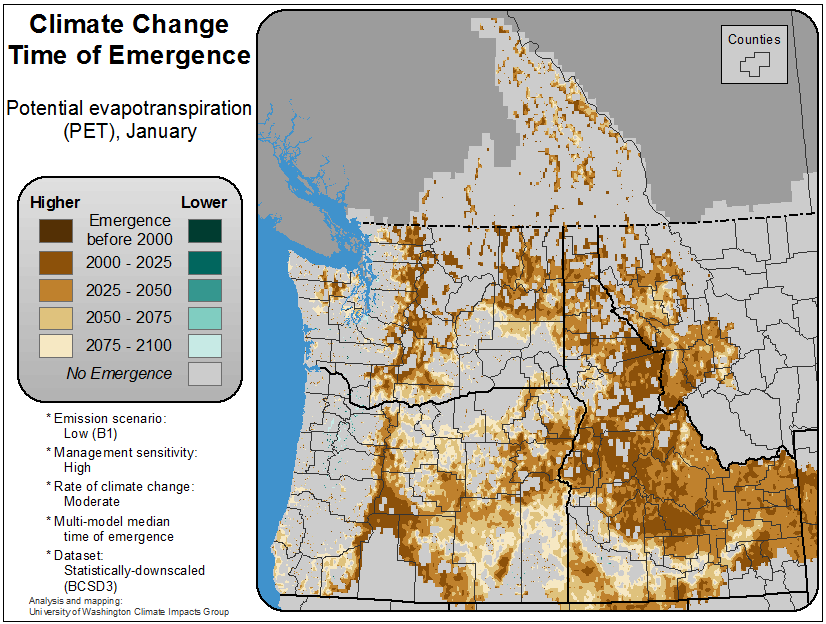 Climate Change
Time of Emergence
Potential evapotranspiration
(PET), January
Higher Lower
Emergence
before 2000
2000 - 2025
2025 - 2050
2050 - 2075
2075 - 2100
No Emergence
* Emission scenario:
Low (B1)
* Management sensitivity:
High
* Rate of climate change:
Moderate
* Multi-model median
time of emergence
* Dataset:
Statistically-downscaled
(BCSD3)
Analysis and mapping:
University of Washington Climate Impacts Group
Counties